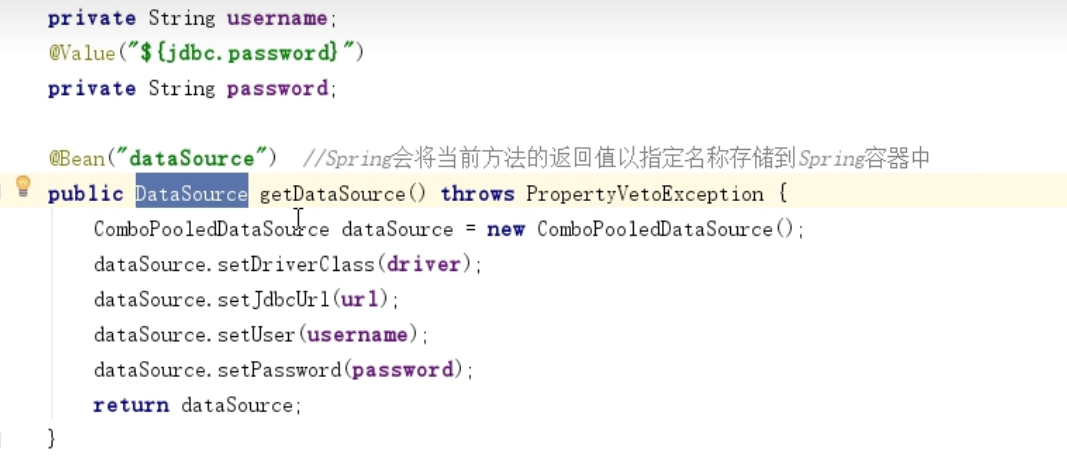 private String username;
@Value("${jdbc.password}")
private String password;
@Bean("dataSource") //Spring会将当前方法的返回值以指定名称存储到Spring容器中
public DataSource getDataSource() throws PropertyVetoException {
ComboPooledDataSource dataSource = new ComboPooledDataSource();
dataSource.setDriverClass(driver);
dataSource.setJdbcUrl(url);
dataSource.setUser(username);
dataSource.setPassword(password);
return dataSource;
}